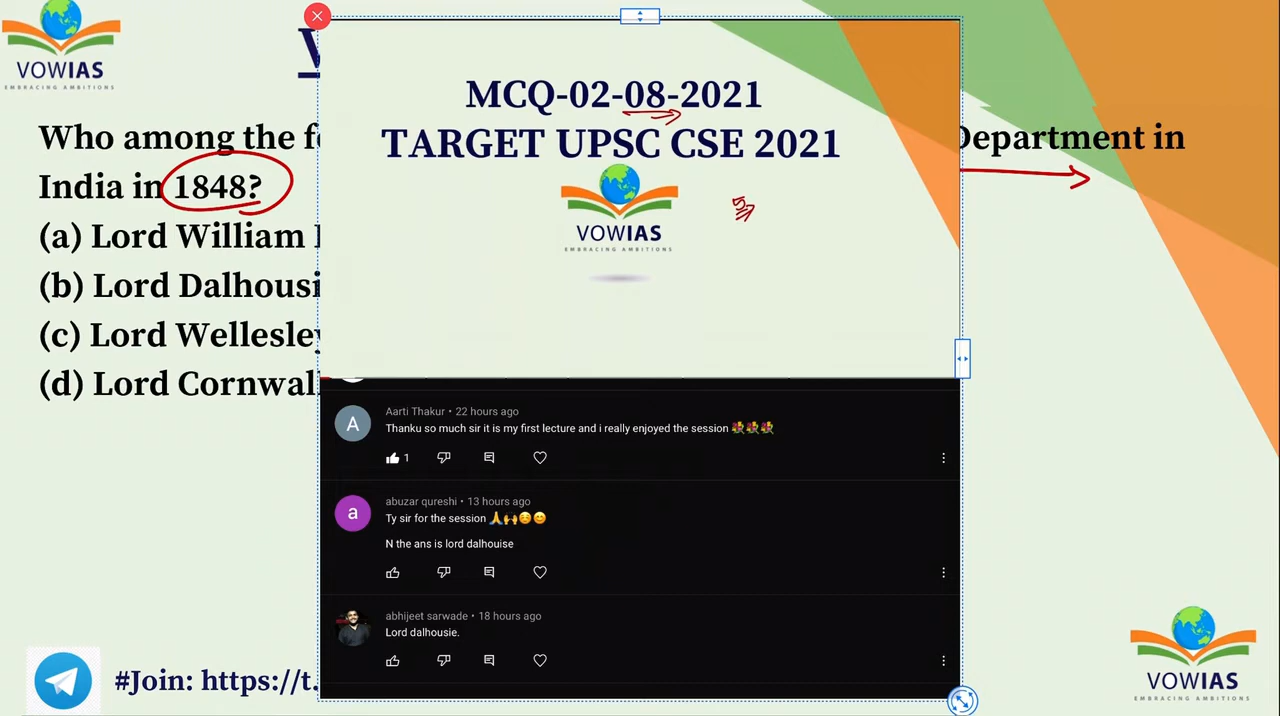 VOWIAS
EMBRACING AMBITIONS
V
Who among the f
Department in
India in 1848?
(a) Lord William
(b) Lord Dalhousi
(c) Lord Wellesley
(d) Lord Cornwal
#Join: https://t.
MCQ-02-08-2021
TARGET UPSC CSE 2021
VOWIAS
EMBRACING AMBITIONS
A
Aarti Thakur • 22 hours ago
Thanku so much sir it is my first lecture and i really enjoyed the session 💐💐💐
1
a
abuzar qureshi • 13 hours ago
Ty sir for the session 🙏🙌☺️😊
N the ans is lord dalhouise
abhijeet sarwade • 18 hours ago
Lord dalhousie.
VOWIAS
EMBRACING AMBITIONS